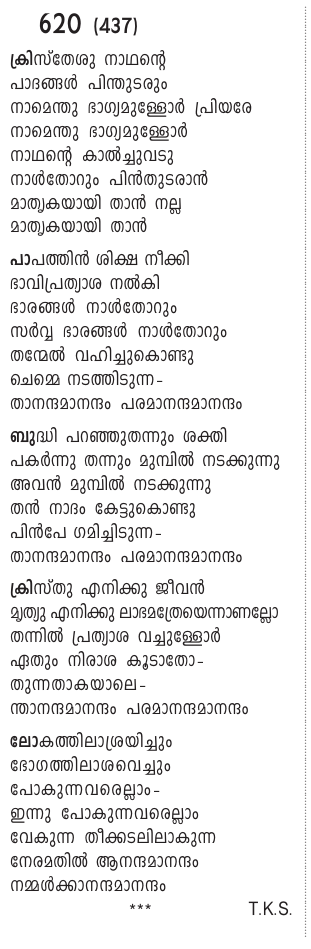 620 (437)
ക്രിസ്തേശു നാഥന്റെ
പാദങ്ങൾ പിന്തുടരും
നാമെന്തു ഭാഗ്യമുള്ളോർ പ്രിയരേ
നാമെന്തു ഭാഗ്യമുള്ളോർ
നാഥന്റെ കാൽച്ചുവടു
നാൾതോറും പിൻതുടരാൻ
മാതൃകയായി താൻ നല്ല
മാതൃകയായി താൻ
പാപത്തിൻ ശിക്ഷ നീക്കി
ഭാവിപ്രത്യാശ നൽകി
ഭാരങ്ങൾ നാൾതോറും
സർവ്വ ഭാരങ്ങൾ നാൾതോറും
തന്മേൽ വഹിച്ചുകൊണ്ടു
ചെമ്മെ നടത്തിടുന്ന-
താനന്ദമാനന്ദം പരമാനന്ദമാനന്ദം
ബുദ്ധി പറഞ്ഞുതന്നും ശക്തി
പകർന്നു തന്നും മുമ്പിൽ നടക്കുന്നു
അവൻ മുമ്പിൽ നടക്കുന്നു
തൻ നാദം കേട്ടുകൊണ്ടു
പിൻപേ ഗമിച്ചിടുന്ന-
താനന്ദമാനന്ദം പരമാനന്ദമാനന്ദം
ക്രിസ്തു എനിക്കു ജീവൻ
മൃത്യു എനിക്കു ലാഭമത്രേയെന്നാണല്ലോ
തന്നിൽ പ്രത്യാശ വച്ചുള്ളോർ
ഏതും നിരാശ കൂടാതോ-
തുന്നതാകയാലെ-
ന്താനന്ദമാനന്ദം പരമാനന്ദമാനന്ദം
ലോകത്തിലാശ്രയിച്ചും
ഭോഗത്തിലാശവെച്ചും
പോകുന്നവരെല്ലാം-
ഇന്നു പോകുന്നവരെല്ലാം
വേകുന്ന തീക്കടലിലാകുന്ന
നേരമതിൽ ആനന്ദമാനന്ദം
നമ്മൾക്കാനന്ദമാനന്ദം
*** T.K.S.